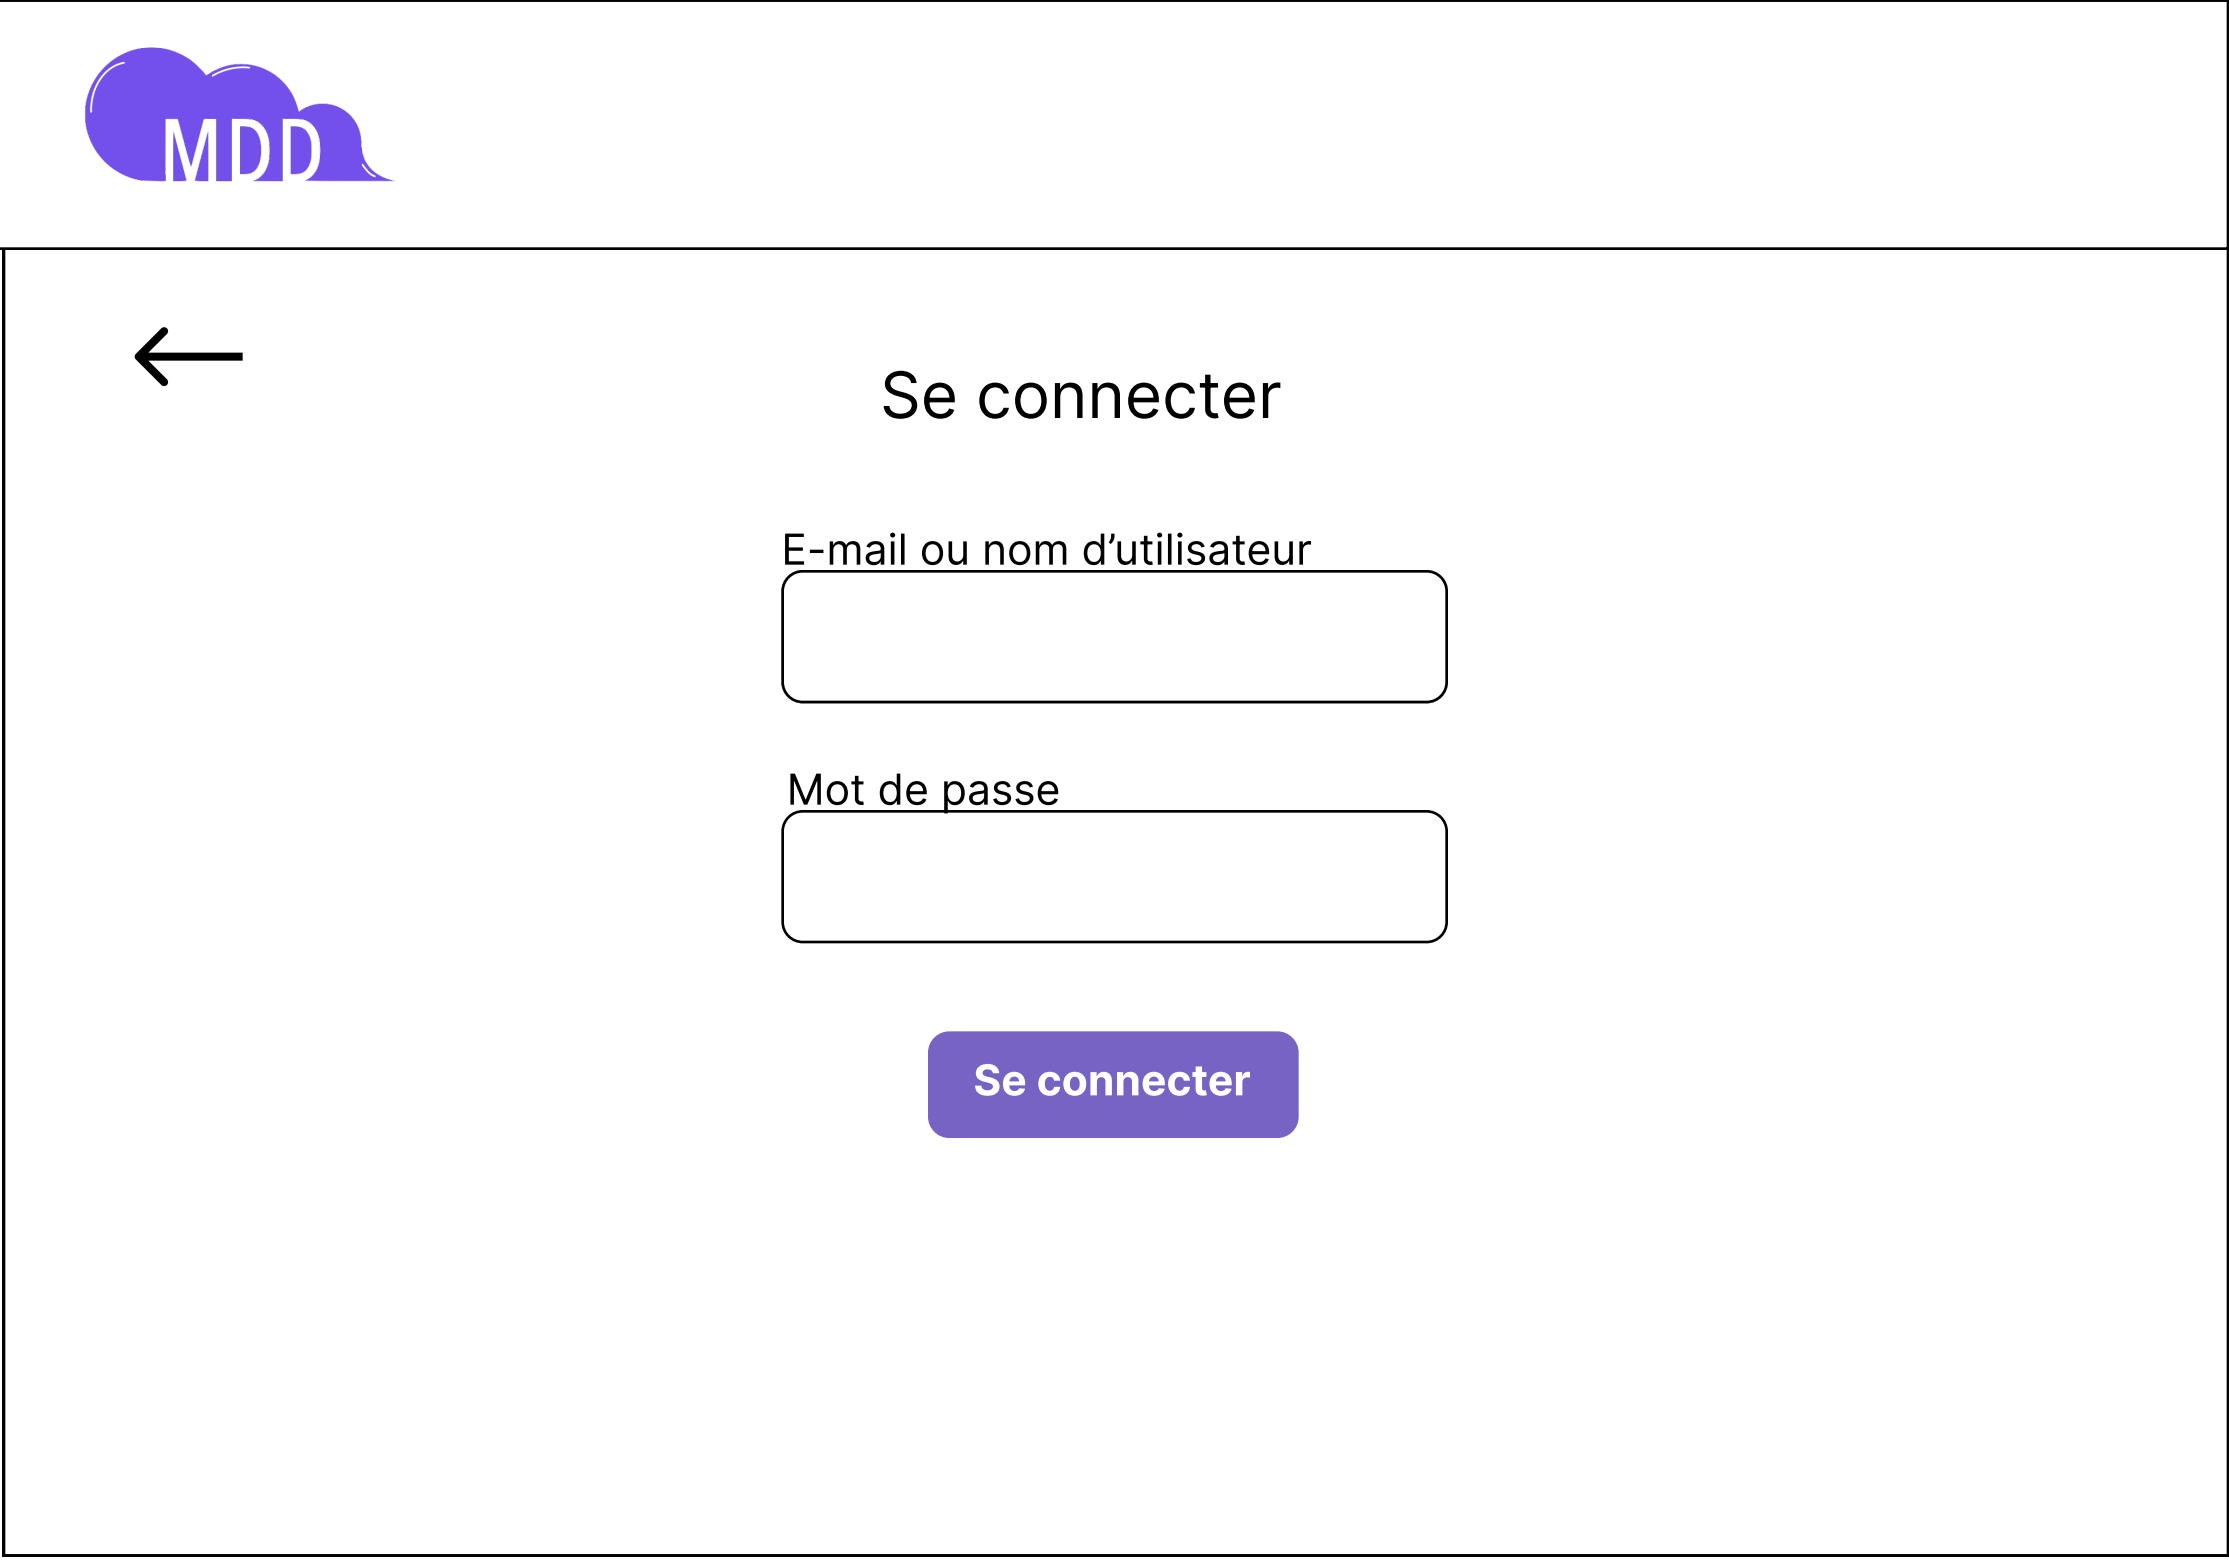 MDD
Se connecter
E-mail ou nom d’utilisateur
Mot de passe
Se connecter